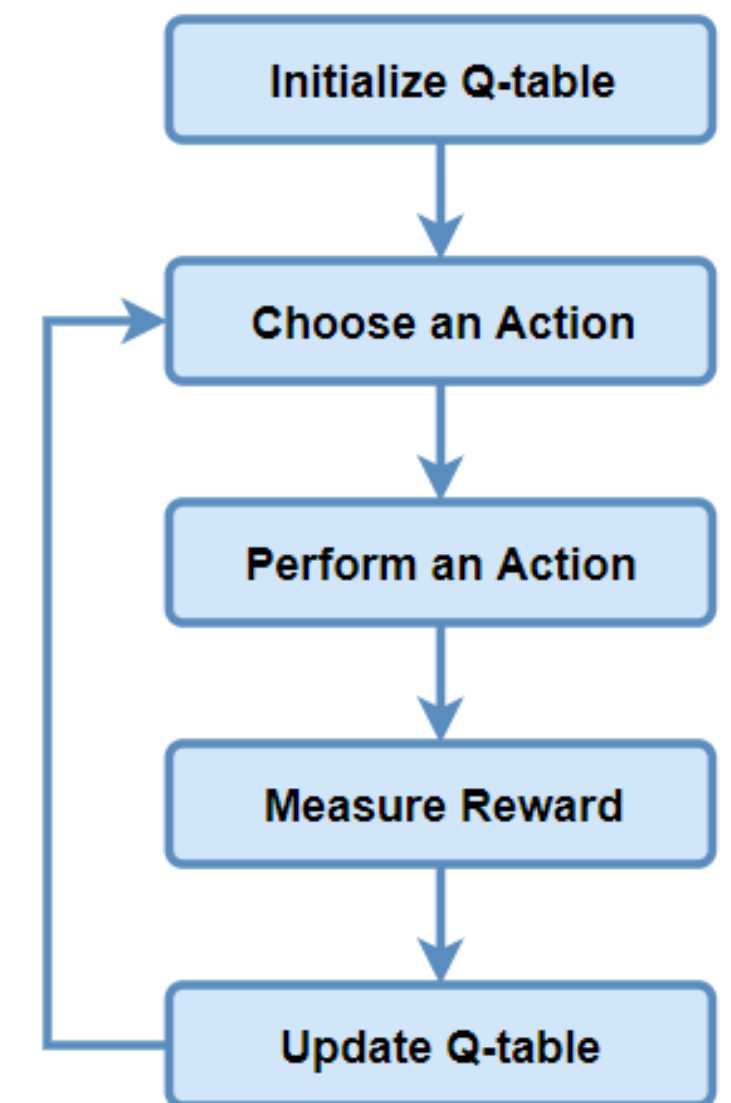 Initialize Q-table
Choose an Action
Perform an Action
Measure Reward
Update Q-table